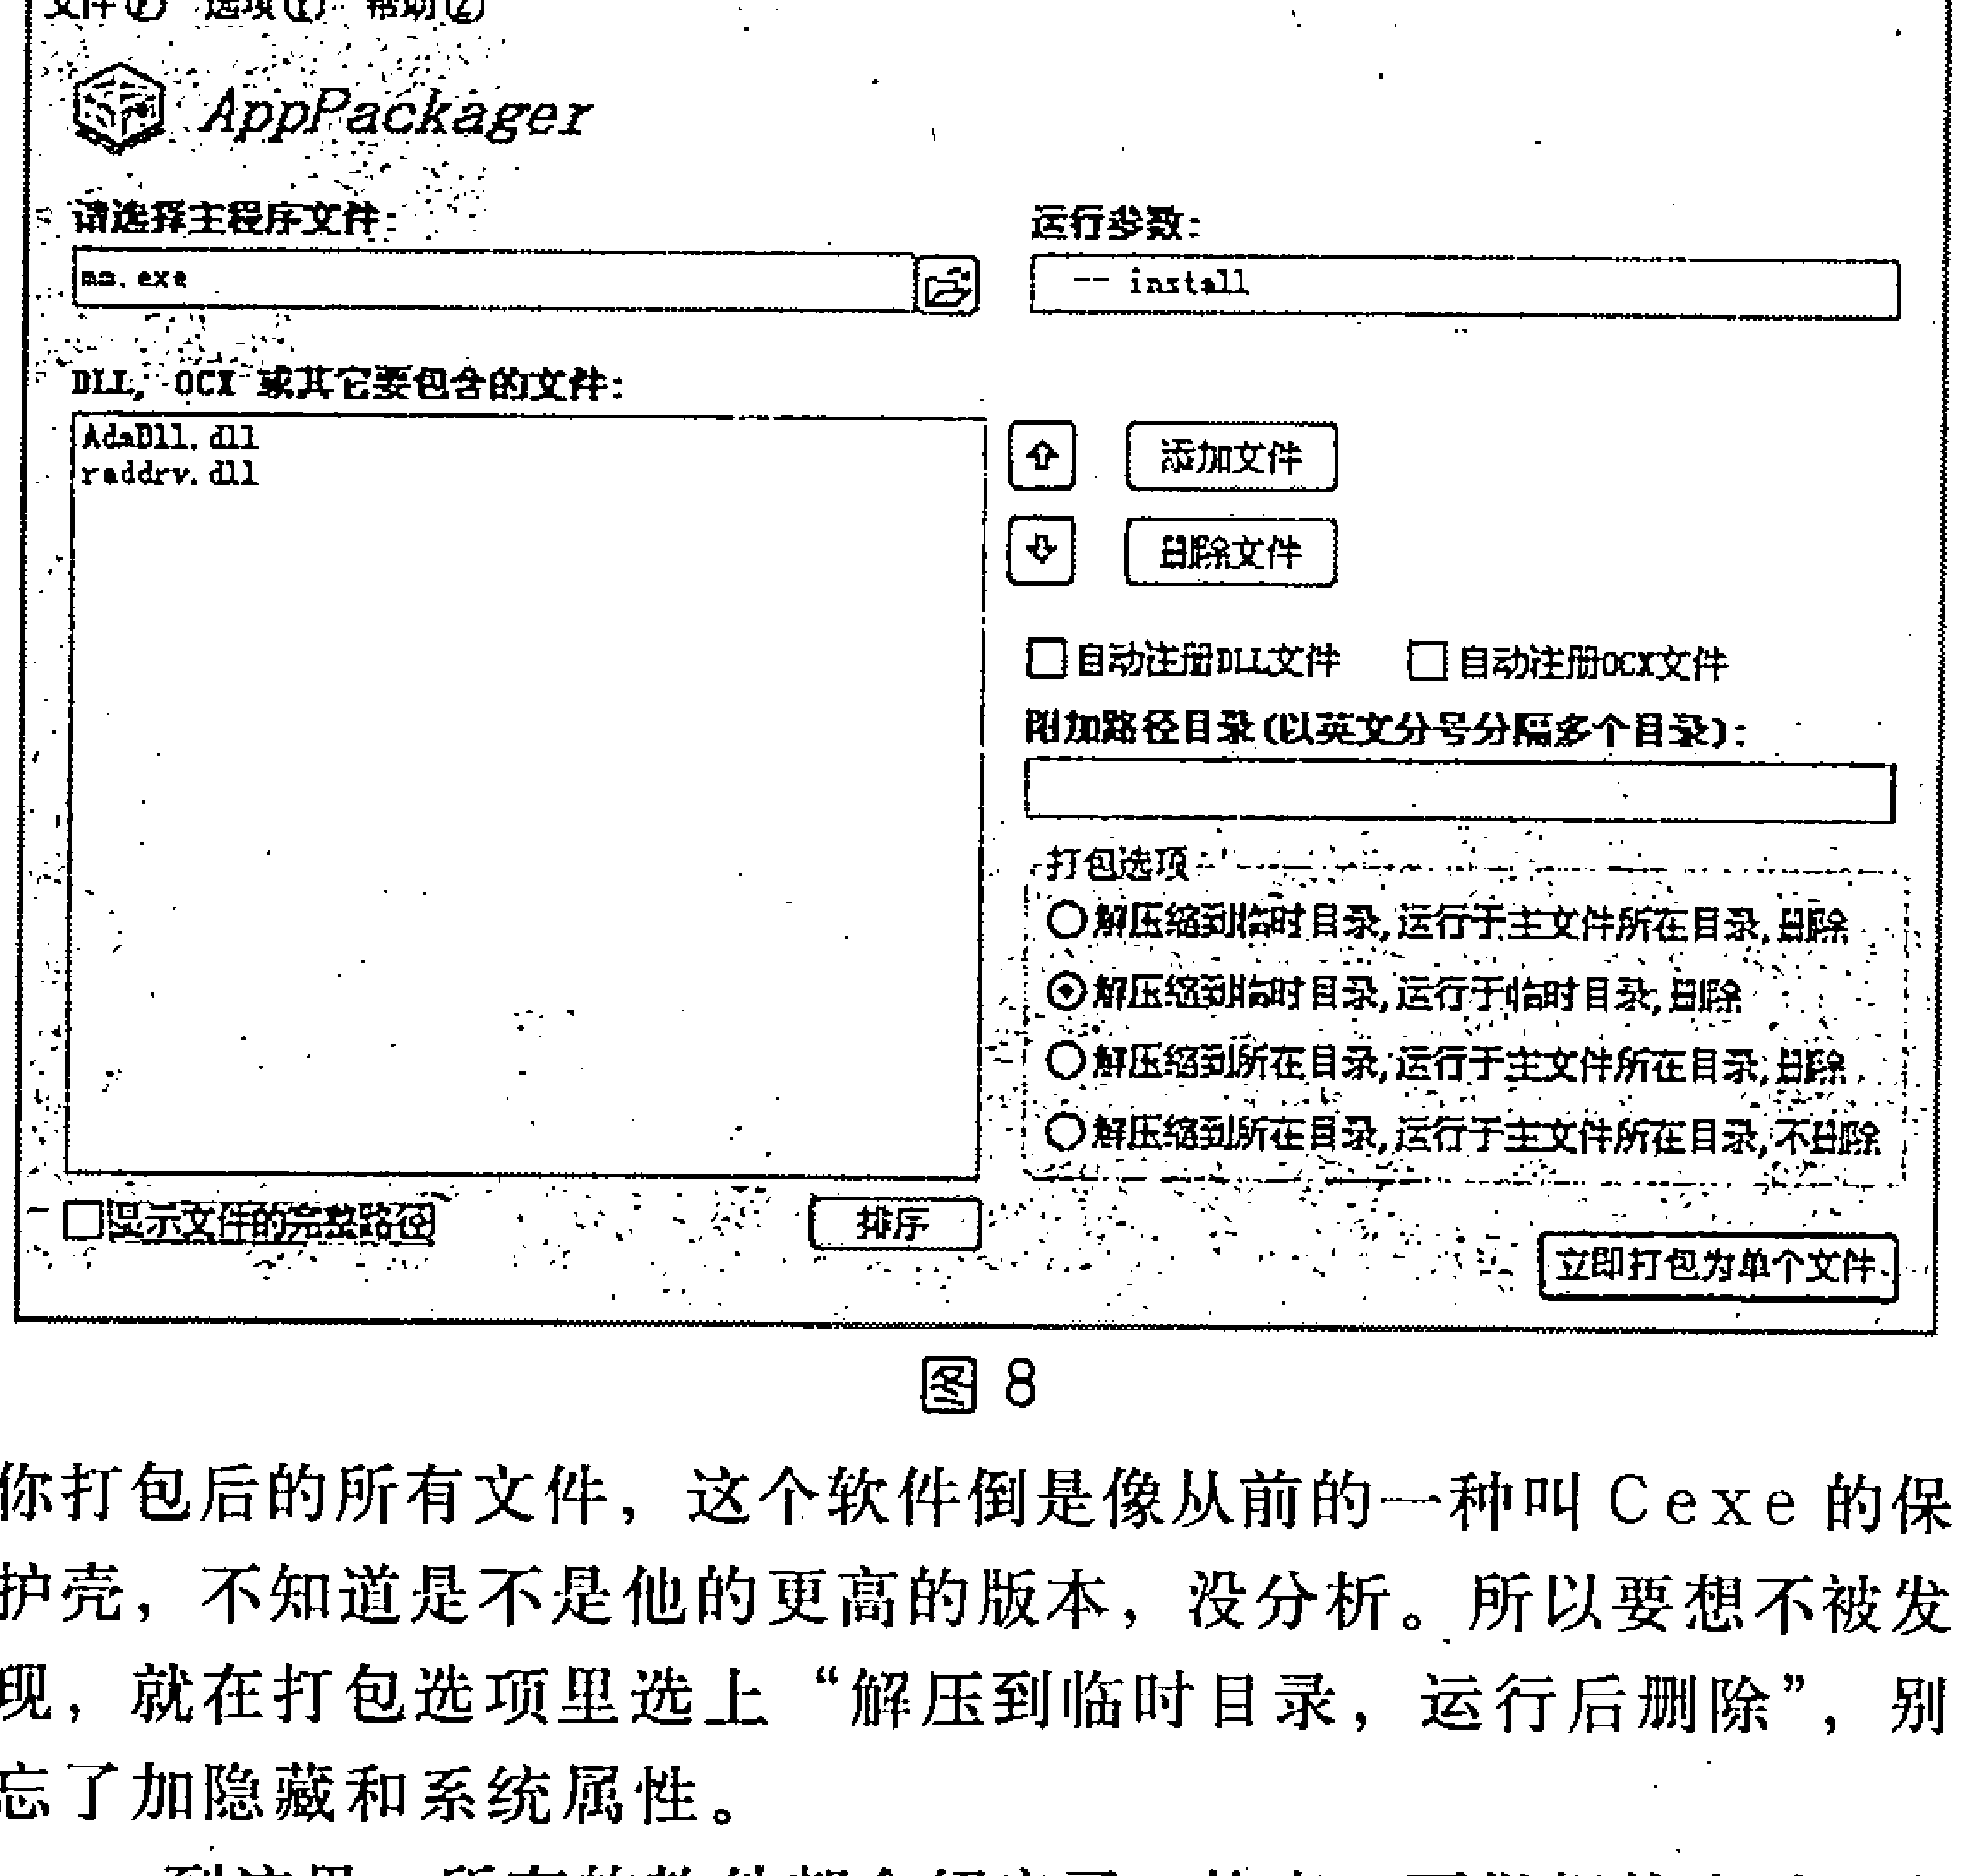 文件(F) 选项(Y) 帮助(Z)
AppPackager
请选择主程序文件:
运行参数:
mm.exe
-- install
DLL, OCX 或其它要包含的文件:
AdmDll.dll
raddrv.dll
添加文件
删除文件
自动注册DLL文件 自动注册OCX文件
附加路径目录(以英文分号分隔多个目录):
打包选项
解压缩到临时目录,运行于主文件所在目录,删除
解压缩到临时目录,运行于临时目录,删除
解压缩到所在目录,运行于主文件所在目录,删除
解压缩到所在目录,运行于主文件所在目录,不删除
显示文件的完整路径
排序
立即打包为单个文件
图 8
你打包后的所有文件，这个软件倒是像从前的一种叫 Cexe 的保
护壳，不知道是不是他的更高的版本，没分析。所以要想不被发
现，就在打包选项里选上“解压到临时目录，运行后删除”，别
忘了加隐藏和系统属性。